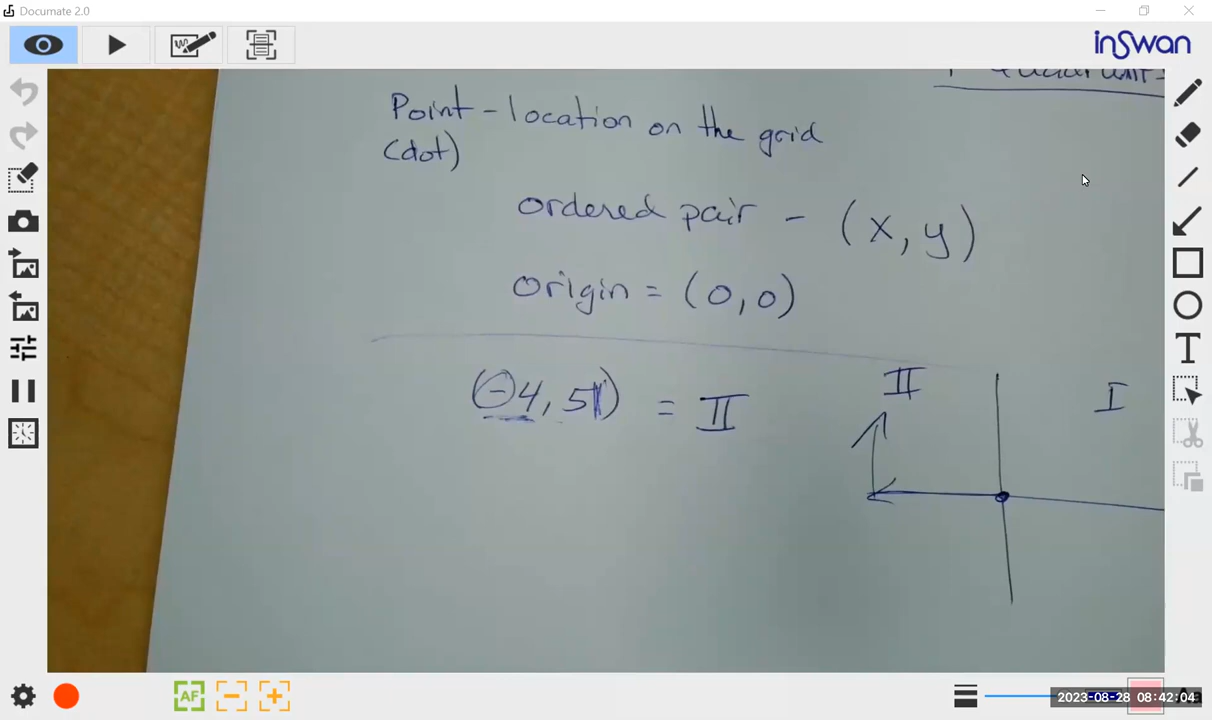 Documate 2.0
inSwan
Point - location on the grid
(dot)
ordered pair - (x, y)
origin = (0, 0)
(-4, 5) = II
II
I
T
AF
2023-08-28 08:42:04